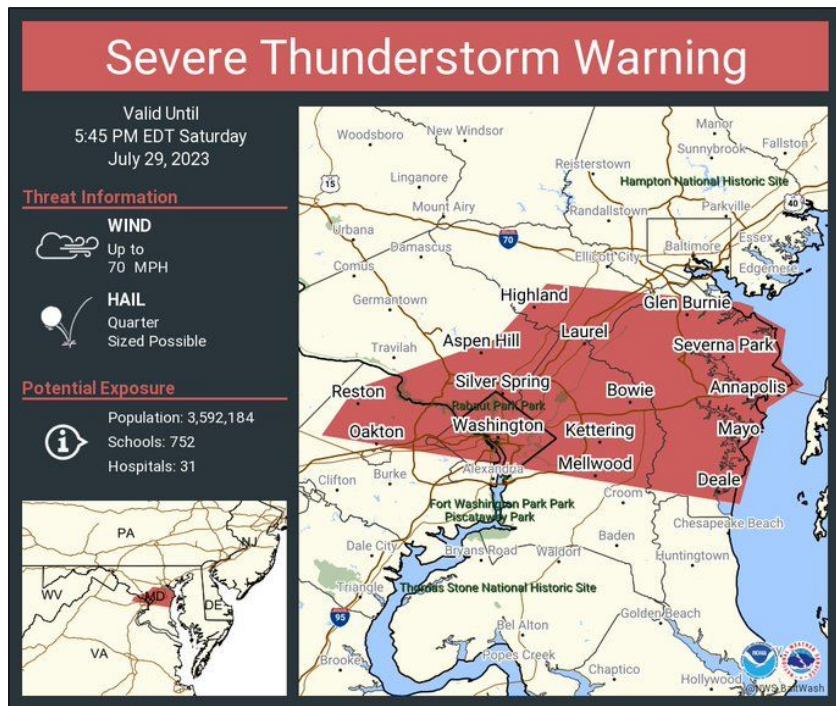 Severe Thunderstorm Warning
Valid Until
5:45 PM EDT Saturday
July 29, 2023
Threat Information
WIND
Up to
70 MPH
HAIL
Quarter
Sized Possible
Potential Exposure
Population: 3,592,184
Schools: 752
Hospitals: 31
PA
NJ
WV
MD
DE
VA
Manor
Woodsboro
New Windsor
Sunnybrook
Fallston
Reisterstown
Linganore
Hampton National Historic Site
15
40
Mount Airy
Randallstown
Parkville
Urbana
70
Essex
Damascus
Baltimore
Ellicott City
Comus
Edgemere
Germantown
Highland
Glen Burnie
Laurel
Aspen Hill
Severna Park
Travilah
Silver Spring
Reston
Bowie
Annapolis
Rabaut Park Park
Washington
Kettering
Mayo
Oakton
Mellwood
Alexandria
Clifton
Burke
Deale
Croom
Fort Washington Park Park
Piscataway Park
Chesapeake Beach
Dale City
Baden
Bryans Road
Waldorf
Huntingtown
Triangle
Thomas Stone National Historic Site
95
Golden Beach
Bel Alton
Brooke
Popes Creek
Chaptico
Hollywood
NOAA
@NWS_BaltWash